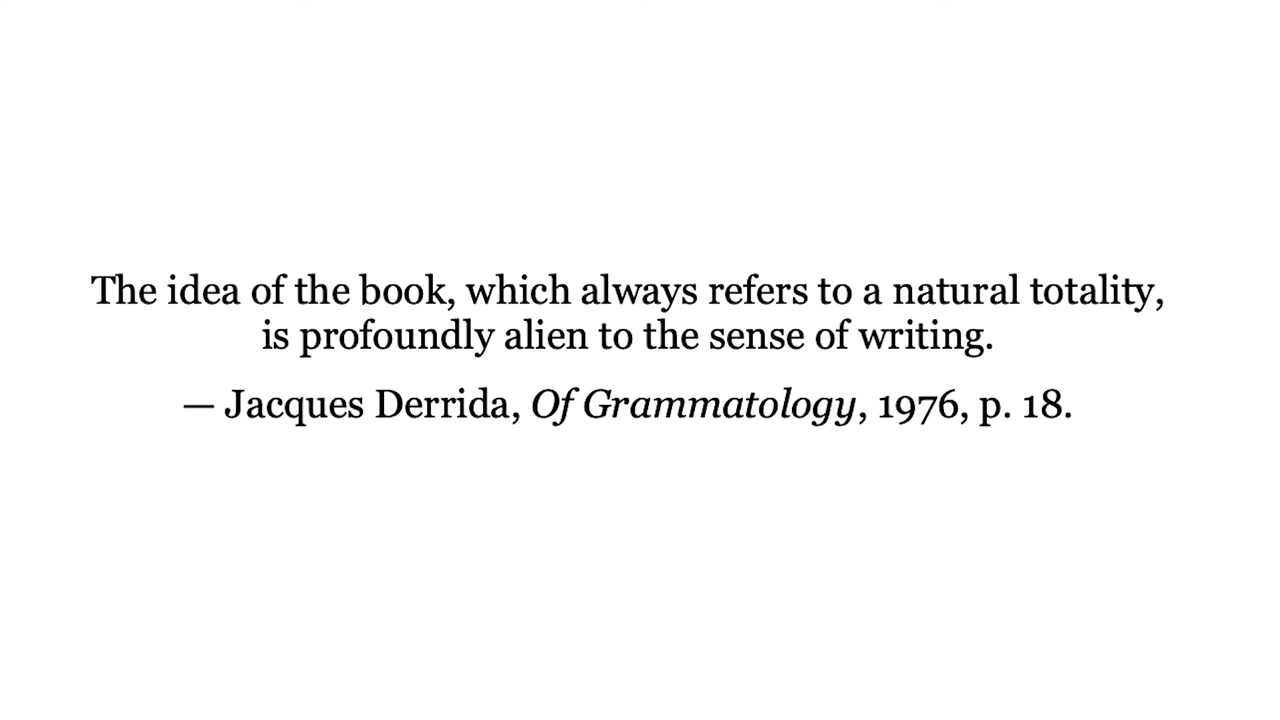 The idea of the book, which always refers to a natural totality,
is profoundly alien to the sense of writing.
— Jacques Derrida, Of Grammatology, 1976, p. 18.